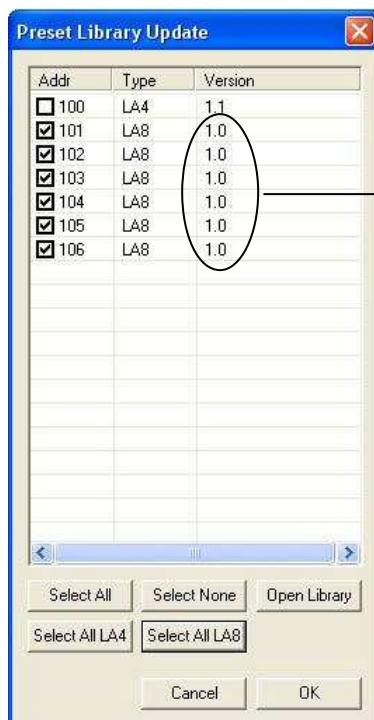 Preset Library Update
Addr Type Version
100 LA4 1.1
101 LA8 1.0
102 LA8 1.0
103 LA8 1.0
104 LA8 1.0
105 LA8 1.0
106 LA8 1.0
Select All Select None Open Library
Select All LA4 Select All LA8
Cancel OK